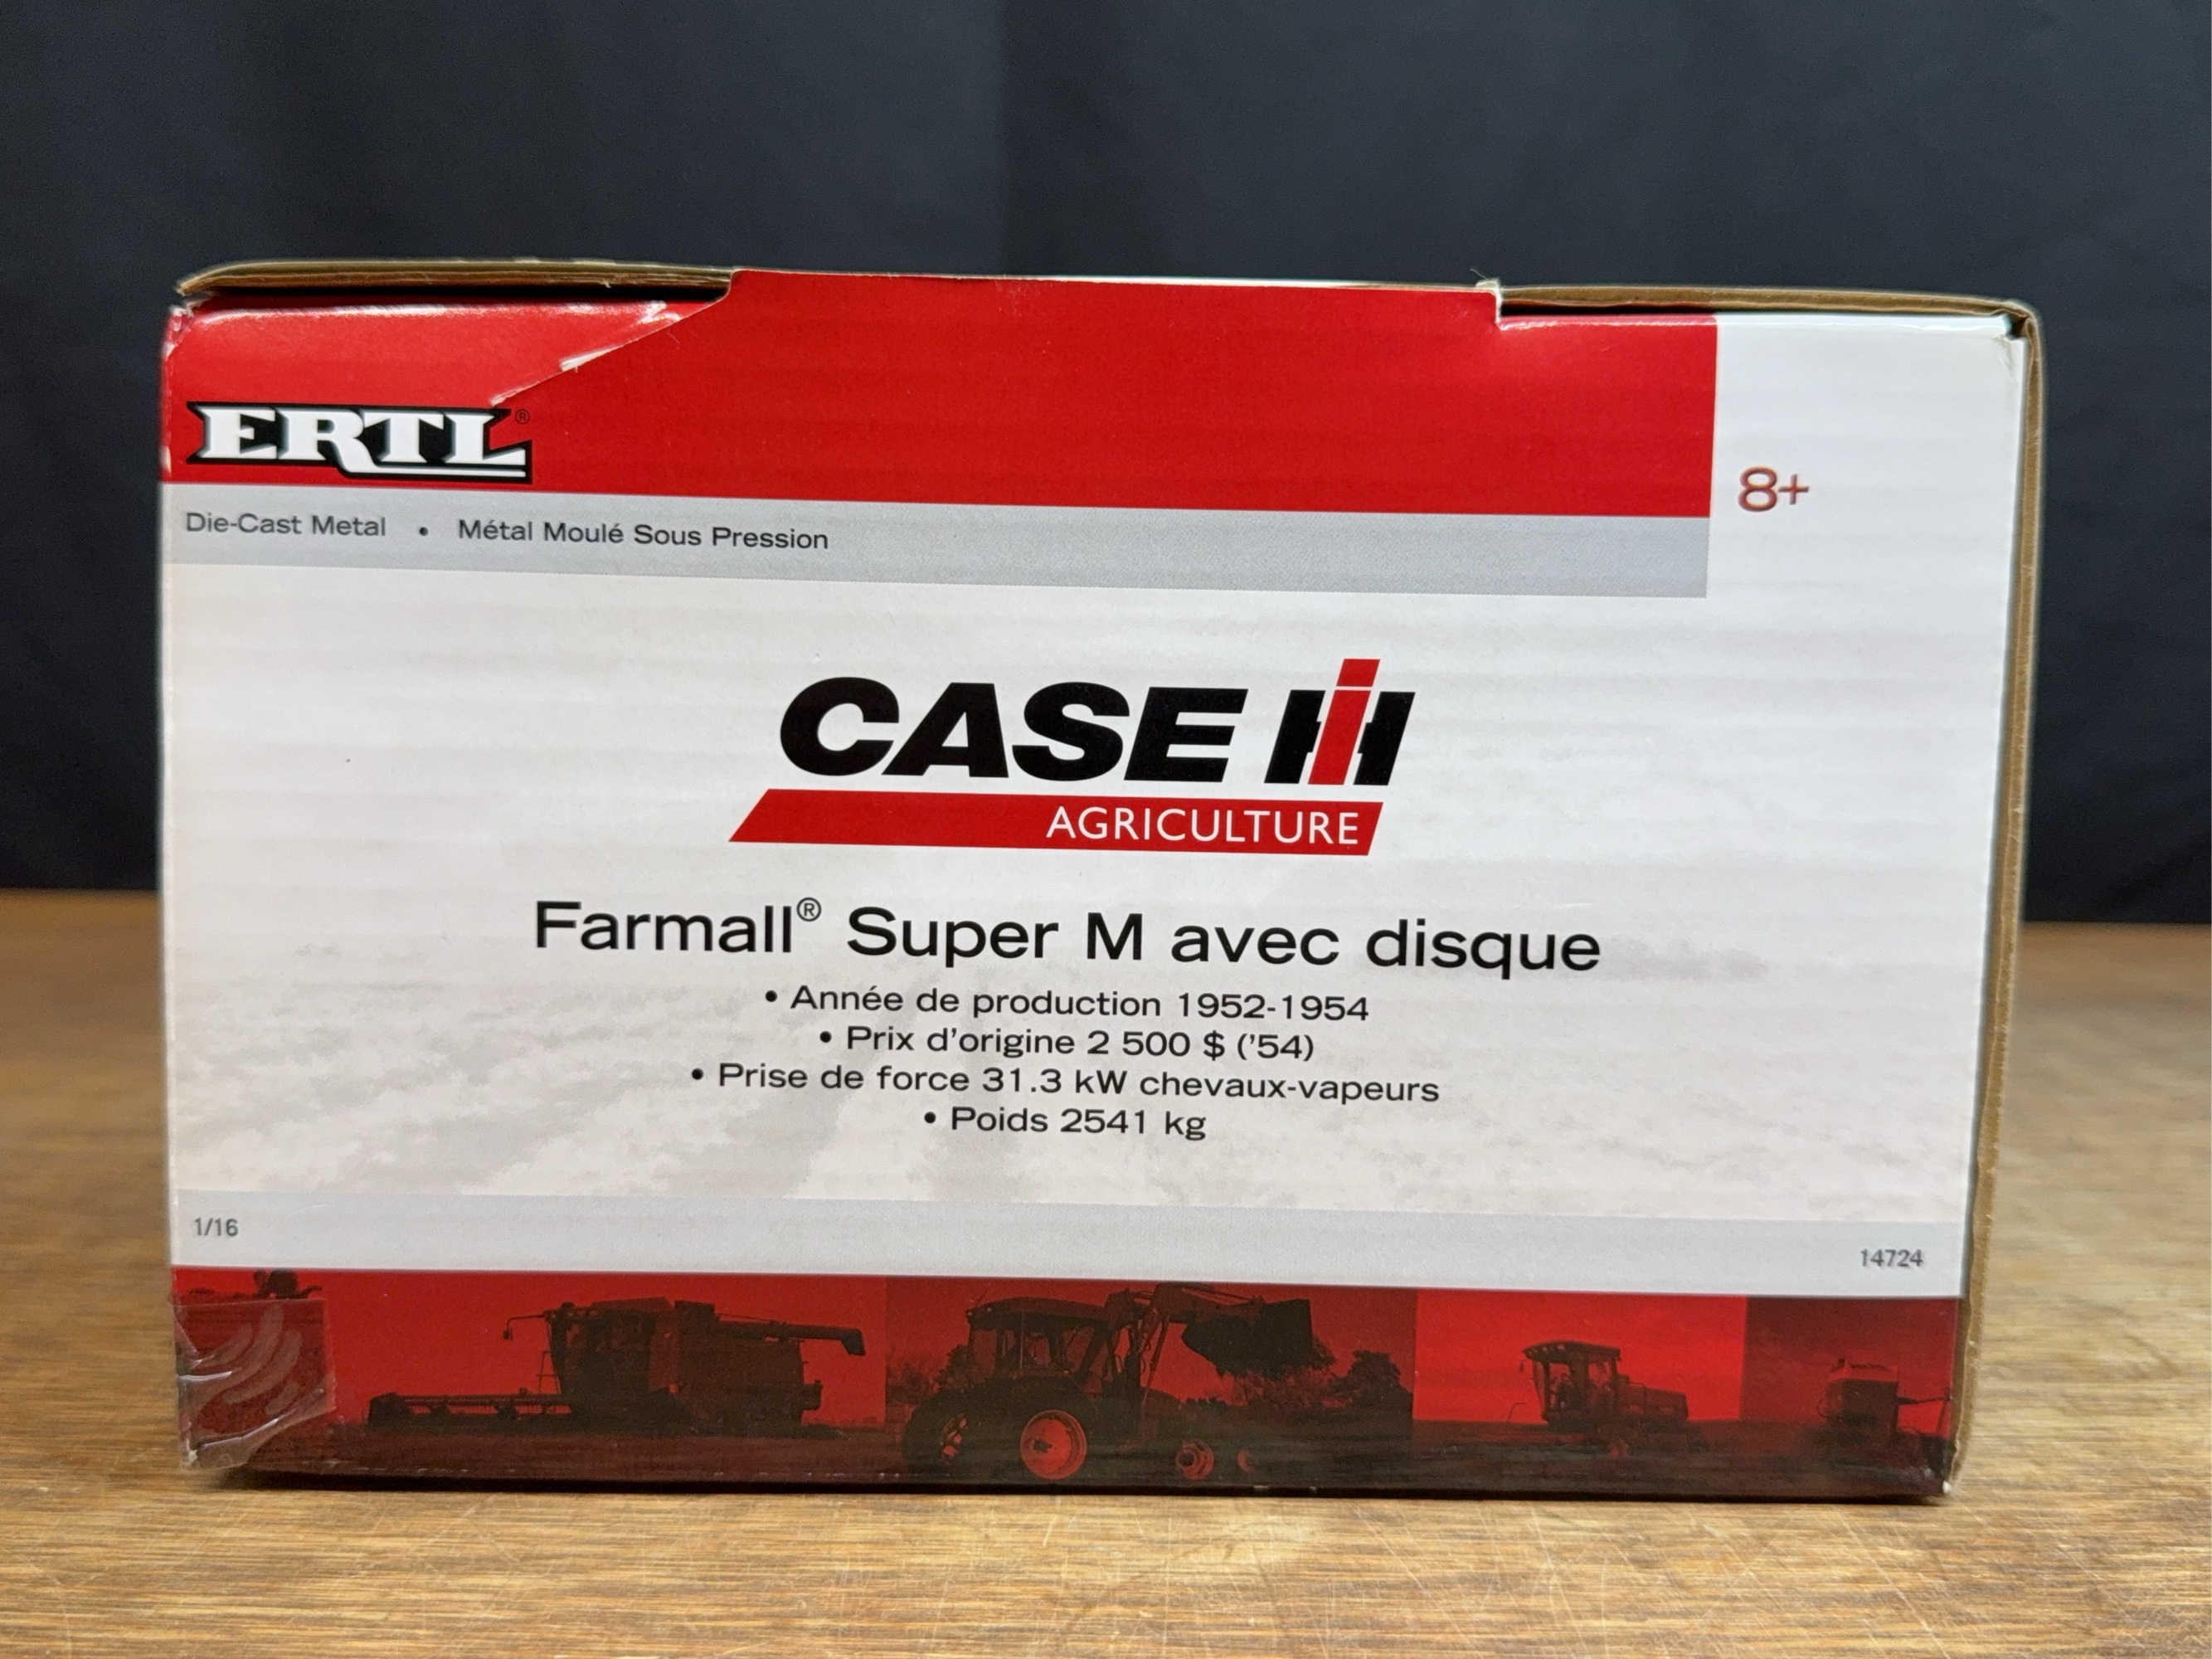 ERTL®
8+
Die-Cast Metal • Métal Moulé Sous Pression
CASE IH
AGRICULTURE
Farmall® Super M avec disque
• Année de production 1952-1954
• Prix d'origine 2 500 $ ('54)
• Prise de force 31.3 kW chevaux-vapeurs
• Poids 2541 kg
1/16
14724